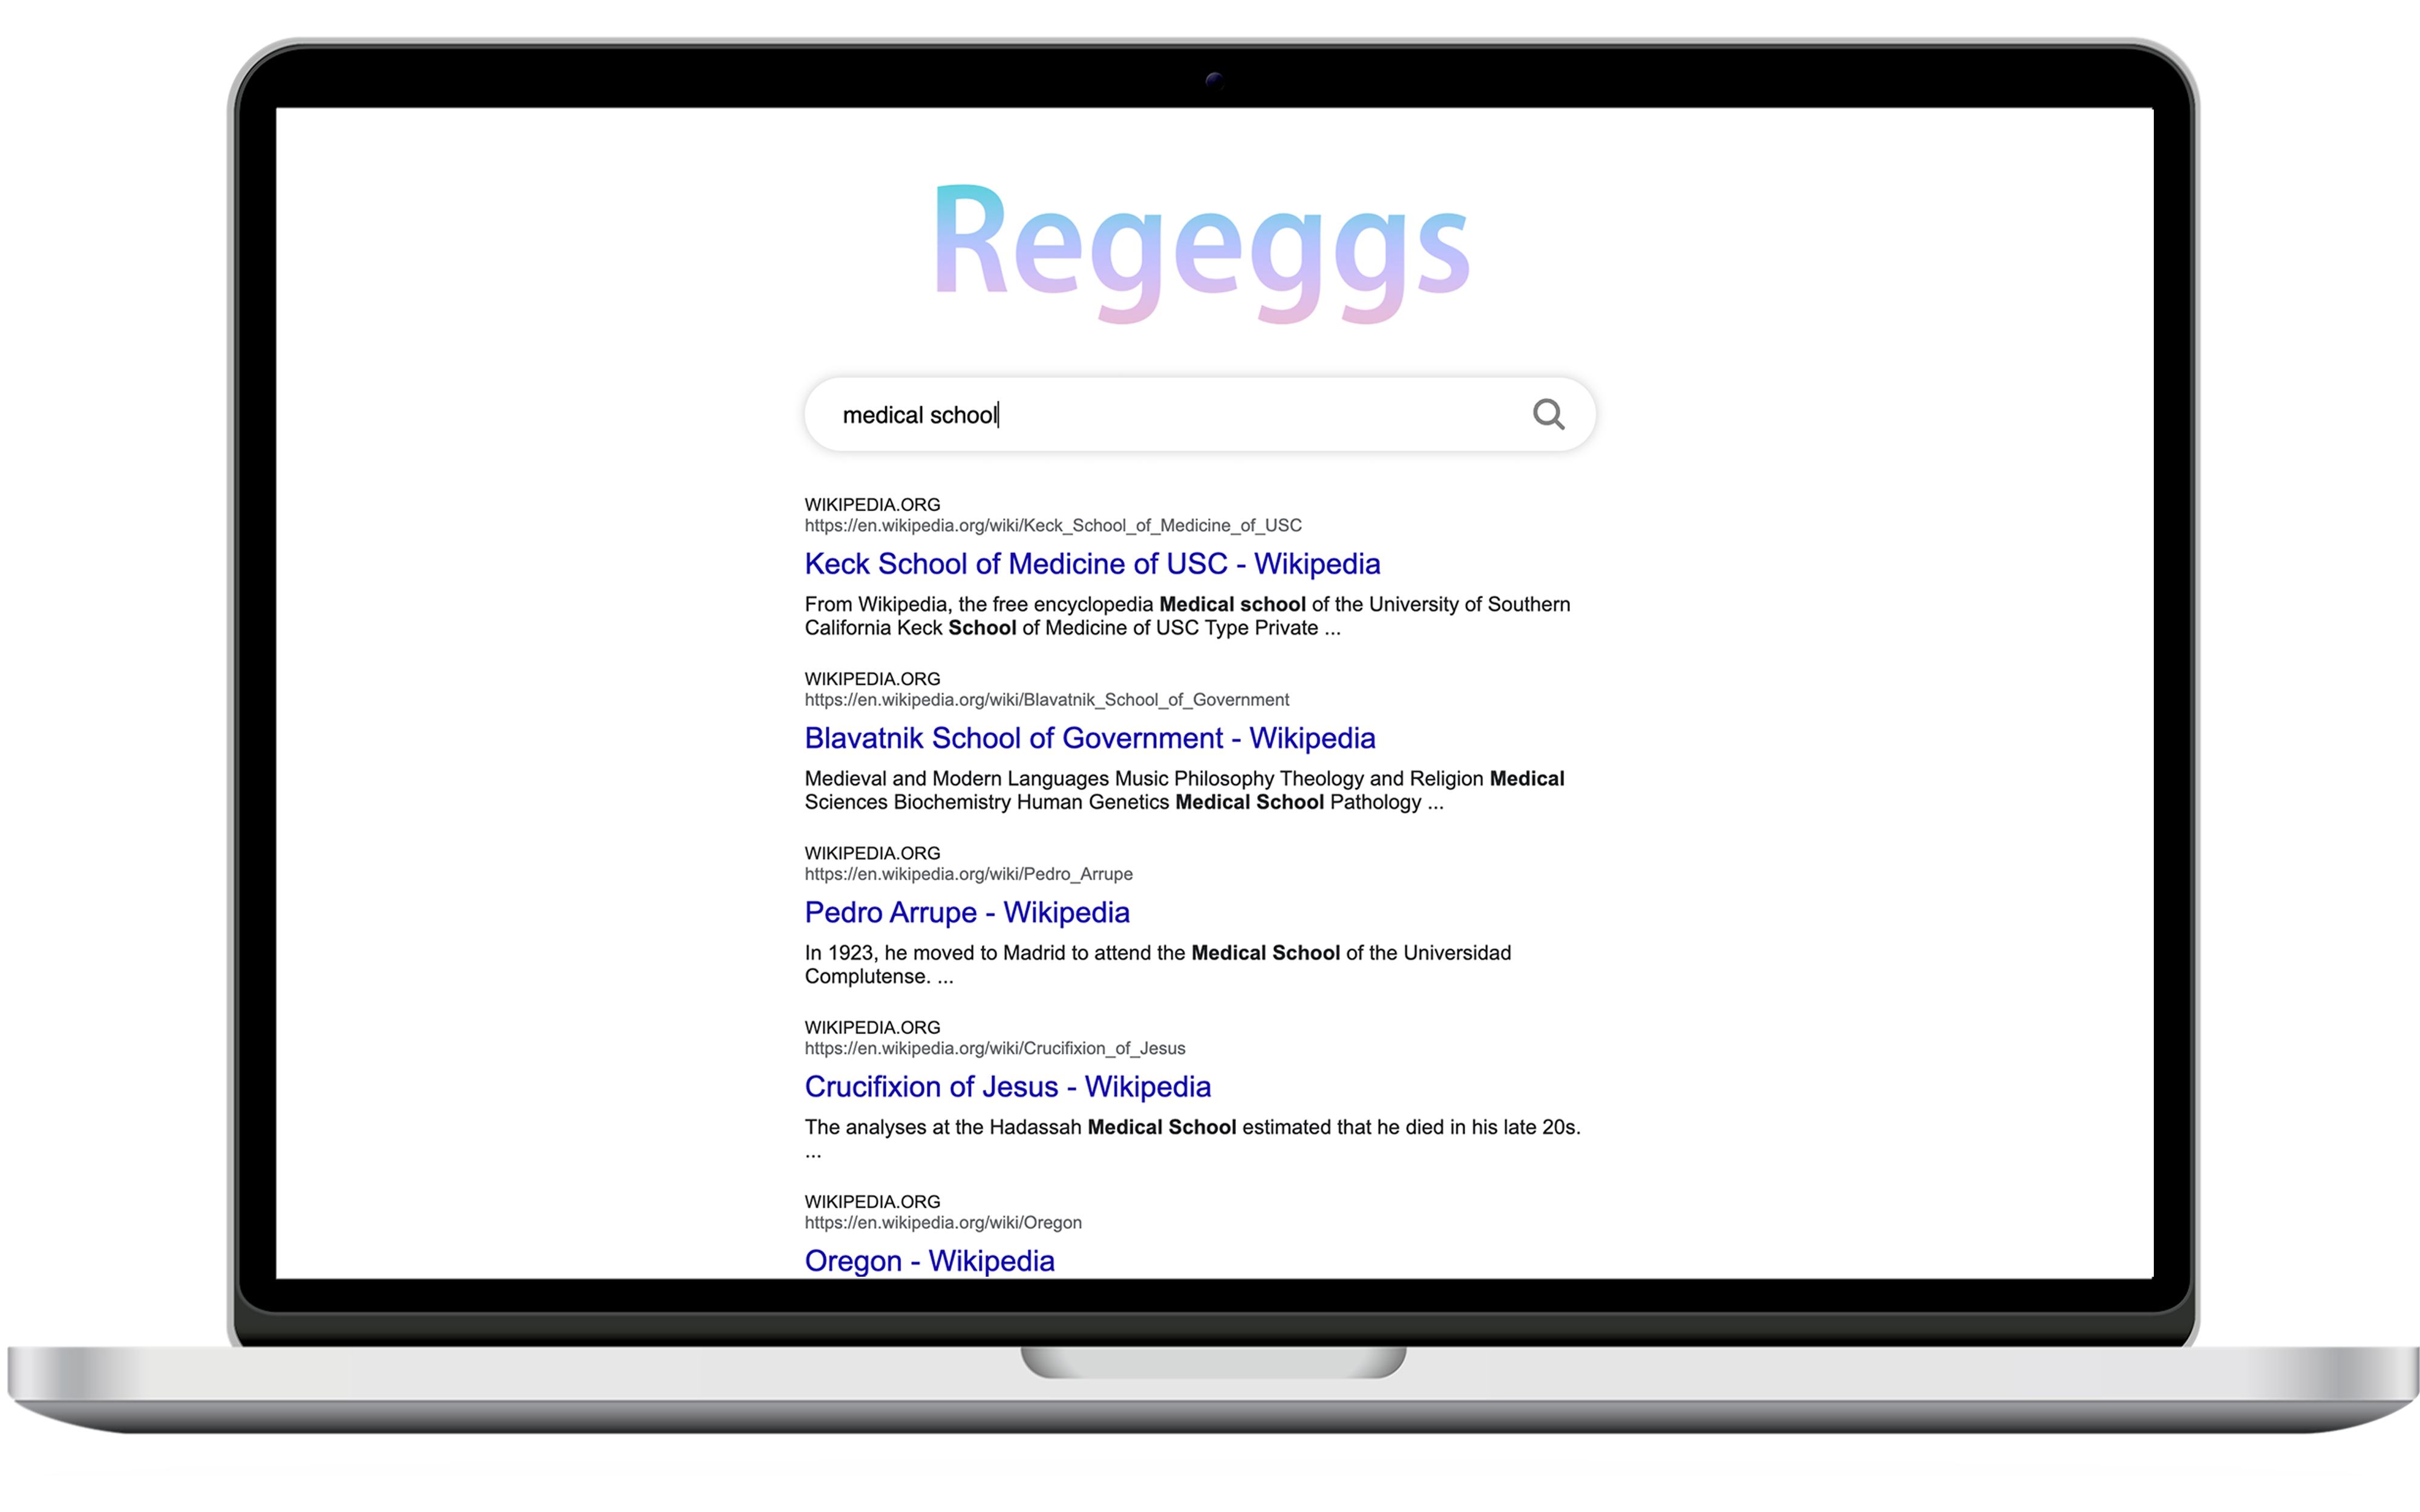 Regeggs
medical school
WIKIPEDIA.ORG
https://en.wikipedia.org/wiki/Keck_School_of_Medicine_of_USC
Keck School of Medicine of USC - Wikipedia
From Wikipedia, the free encyclopedia Medical school of the University of Southern
California Keck School of Medicine of USC Type Private ...
WIKIPEDIA.ORG
https://en.wikipedia.org/wiki/Blavatnik_School_of_Government
Blavatnik School of Government - Wikipedia
Medieval and Modern Languages Music Philosophy Theology and Religion Medical
Sciences Biochemistry Human Genetics Medical School Pathology ...
WIKIPEDIA.ORG
https://en.wikipedia.org/wiki/Pedro_Arrupe
Pedro Arrupe - Wikipedia
In 1923, he moved to Madrid to attend the Medical School of the Universidad
Complutense. ...
WIKIPEDIA.ORG
https://en.wikipedia.org/wiki/Crucifixion_of_Jesus
Crucifixion of Jesus - Wikipedia
The analyses at the Hadassah Medical School estimated that he died in his late 20s.
...
WIKIPEDIA.ORG
https://en.wikipedia.org/wiki/Oregon
Oregon - Wikipedia